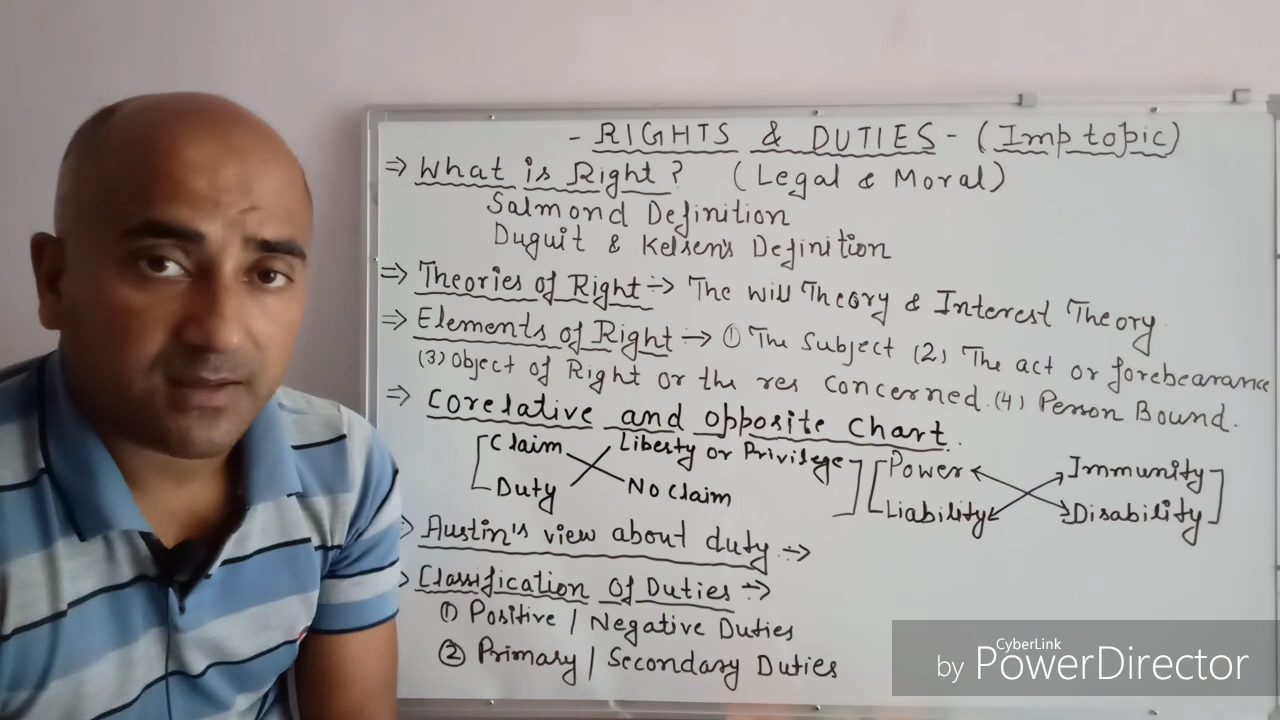 - RIGHTS & DUTIES - (Imp topic)
⇒ What is Right? (Legal & Moral)
Salmond Definition
Duguit & Kelsen's Definition
⇒ Theories of Right → The Will Theory & Interest Theory.
⇒ Elements of Right → ① The Subject (2) The act or forebearance
(3) Object of Right or the res concerned. (4) Person Bound.
⇒ Corelative and opposite Chart.
Claim Liberty or Privilege Power Immunity
Duty No Claim Liability Disability
⇒ Austin's view about duty →
⇒ Classification Of Duties →
① Positive / Negative Duties
② Primary / Secondary Duties
CyberLink
by PowerDirector